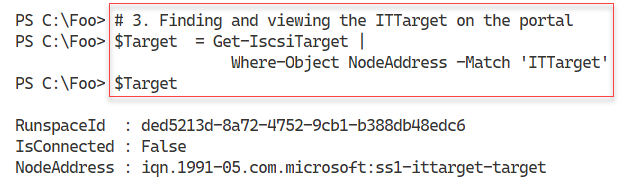 PS C:\Foo> # 3. Finding and viewing the ITTarget on the portal
PS C:\Foo> $Target  = Get-IscsiTarget |
Where-Object NodeAddress -Match 'ITTarget'
PS C:\Foo> $Target
RunspaceId  : ded5213d-8a72-4752-9cb1-b388db48edc6
IsConnected : False
NodeAddress : iqn.1991-05.com.microsoft:ss1-ittarget-target